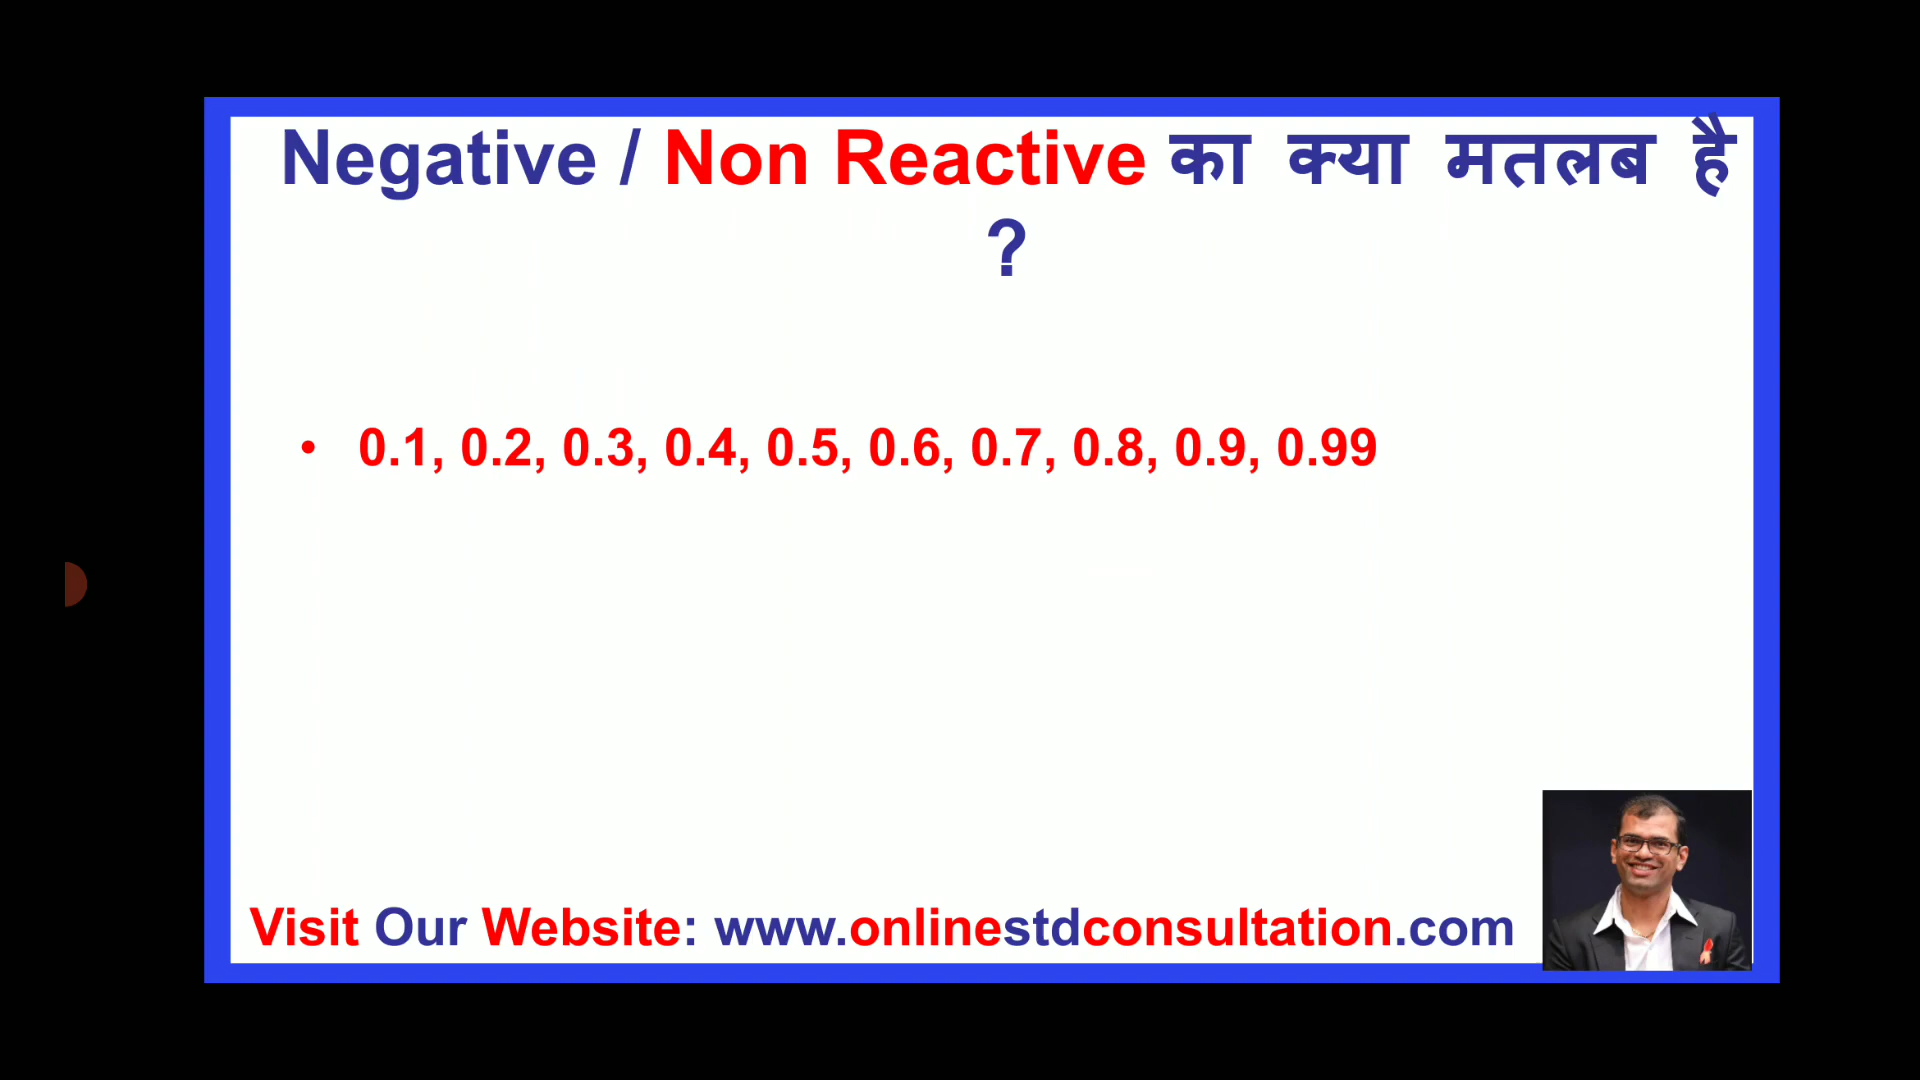 Negative / Non Reactive का क्या मतलब है
?
• 0.1, 0.2, 0.3, 0.4, 0.5, 0.6, 0.7, 0.8, 0.9, 0.99
Visit Our Website: www.onlinestdconsultation.com